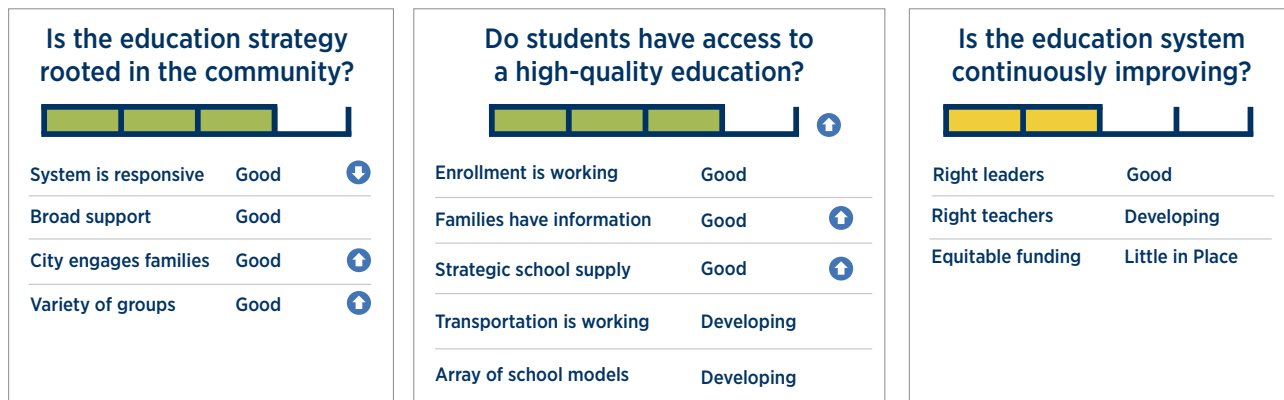 Is the education strategy
rooted in the community?
System is responsive Good
Broad support Good
City engages families Good
Variety of groups Good
Do students have access to
a high-quality education?
Enrollment is working Good
Families have information Good
Strategic school supply Good
Transportation is working Developing
Array of school models Developing
Is the education system
continuously improving?
Right leaders Good
Right teachers Developing
Equitable funding Little in Place